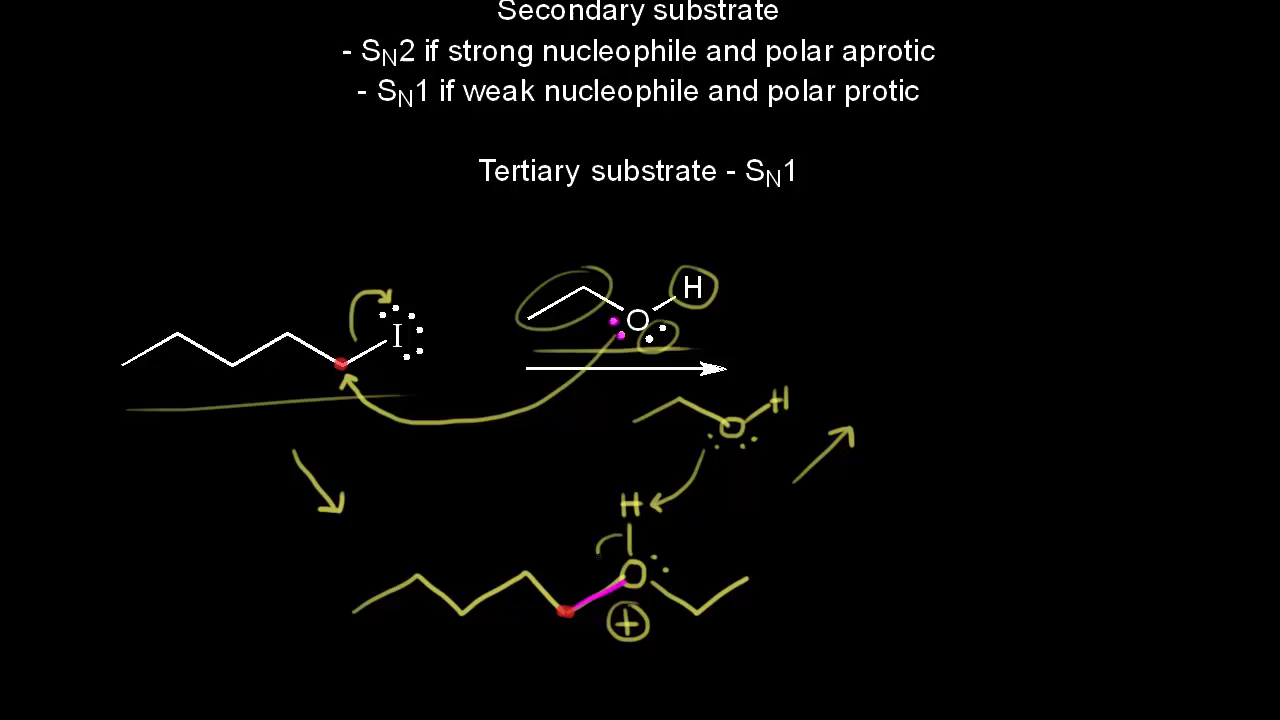 Secondary substrate
- SN2 if strong nucleophile and polar aprotic
- SN1 if weak nucleophile and polar protic
Tertiary substrate - SN1
H
I
O
H
O
H
O
+